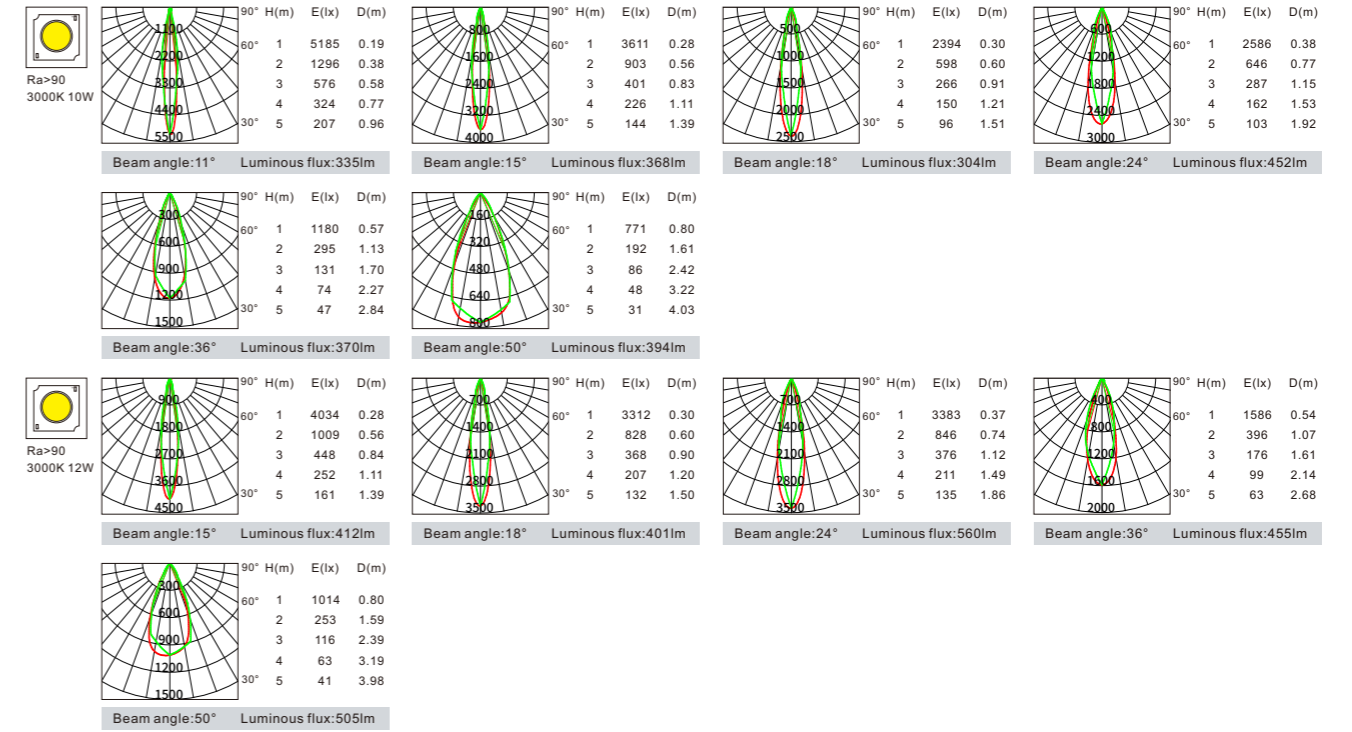 Ra>90
3000K 10W
1100
2200
3300
4400
5500
90° H(m) E(lx) D(m)
60° 1 5185 0.19
2 1296 0.38
3 576 0.58
4 324 0.77
30° 5 207 0.96
Beam angle:11° Luminous flux:335lm
800
1600
2400
3200
4000
90° H(m) E(lx) D(m)
60° 1 3611 0.28
2 903 0.56
3 401 0.83
4 226 1.11
30° 5 144 1.39
Beam angle:15° Luminous flux:368lm
500
1000
1500
2000
2500
90° H(m) E(lx) D(m)
60° 1 2394 0.30
2 598 0.60
3 266 0.91
4 150 1.21
30° 5 96 1.51
Beam angle:18° Luminous flux:304lm
600
1200
1800
2400
3000
90° H(m) E(lx) D(m)
60° 1 2586 0.38
2 646 0.77
3 287 1.15
4 162 1.53
30° 5 103 1.92
Beam angle:24° Luminous flux:452lm
300
600
900
1200
1500
90° H(m) E(lx) D(m)
60° 1 1180 0.57
2 295 1.13
3 131 1.70
4 74 2.27
30° 5 47 2.84
Beam angle:36° Luminous flux:370lm
160
320
480
640
800
90° H(m) E(lx) D(m)
60° 1 771 0.80
2 192 1.61
3 86 2.42
4 48 3.22
30° 5 31 4.03
Beam angle:50° Luminous flux:394lm
Ra>90
3000K 12W
900
1800
2700
3600
4500
90° H(m) E(lx) D(m)
60° 1 4034 0.28
2 1009 0.56
3 448 0.84
4 252 1.11
30° 5 161 1.39
Beam angle:15° Luminous flux:412lm
700
1400
2100
2800
3500
90° H(m) E(lx) D(m)
60° 1 3312 0.30
2 828 0.60
3 368 0.90
4 207 1.20
30° 5 132 1.50
Beam angle:18° Luminous flux:401lm
700
1400
2100
2800
3500
90° H(m) E(lx) D(m)
60° 1 3383 0.37
2 846 0.74
3 376 1.12
4 211 1.49
30° 5 135 1.86
Beam angle:24° Luminous flux:560lm
400
800
1200
1600
2000
90° H(m) E(lx) D(m)
60° 1 1586 0.54
2 396 1.07
3 176 1.61
4 99 2.14
30° 5 63 2.68
Beam angle:36° Luminous flux:455lm
300
600
900
1200
1500
90° H(m) E(lx) D(m)
60° 1 1014 0.80
2 253 1.59
3 116 2.39
4 63 3.19
30° 5 41 3.98
Beam angle:50° Luminous flux:505lm